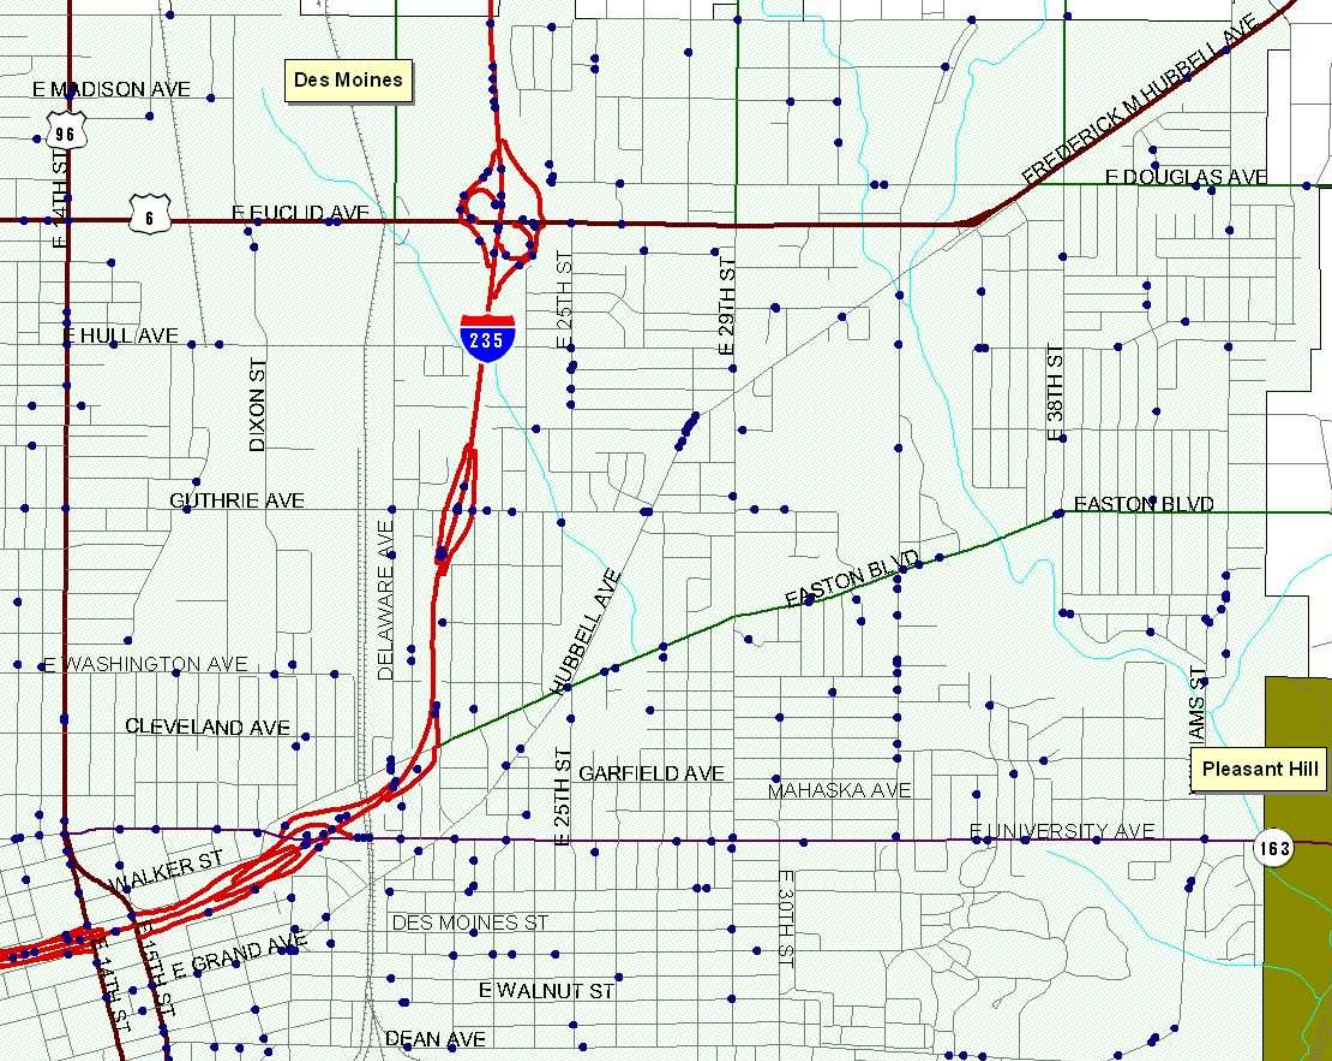 Des Moines
E MADISON AVE
96
FREDERICK M HUBBELL AVE
E DOUGLAS AVE
E 14TH ST
6
E EUCLID AVE
E 25TH ST
E 29TH ST
E HULL AVE
235
DIXON ST
E 38TH ST
GUTHRIE AVE
EASTON BLVD
DELAWARE AVE
EASTON BLVD
HUBBELL AVE
E WASHINGTON AVE
CLEVELAND AVE
E 25TH ST
GARFIELD AVE
MAHASKA AVE
IAMS ST
Pleasant Hill
E UNIVERSITY AVE
163
WALKER ST
E 30TH ST
DES MOINES ST
E GRAND AVE
E 14TH ST
E 15TH ST
E WALNUT ST
DEAN AVE